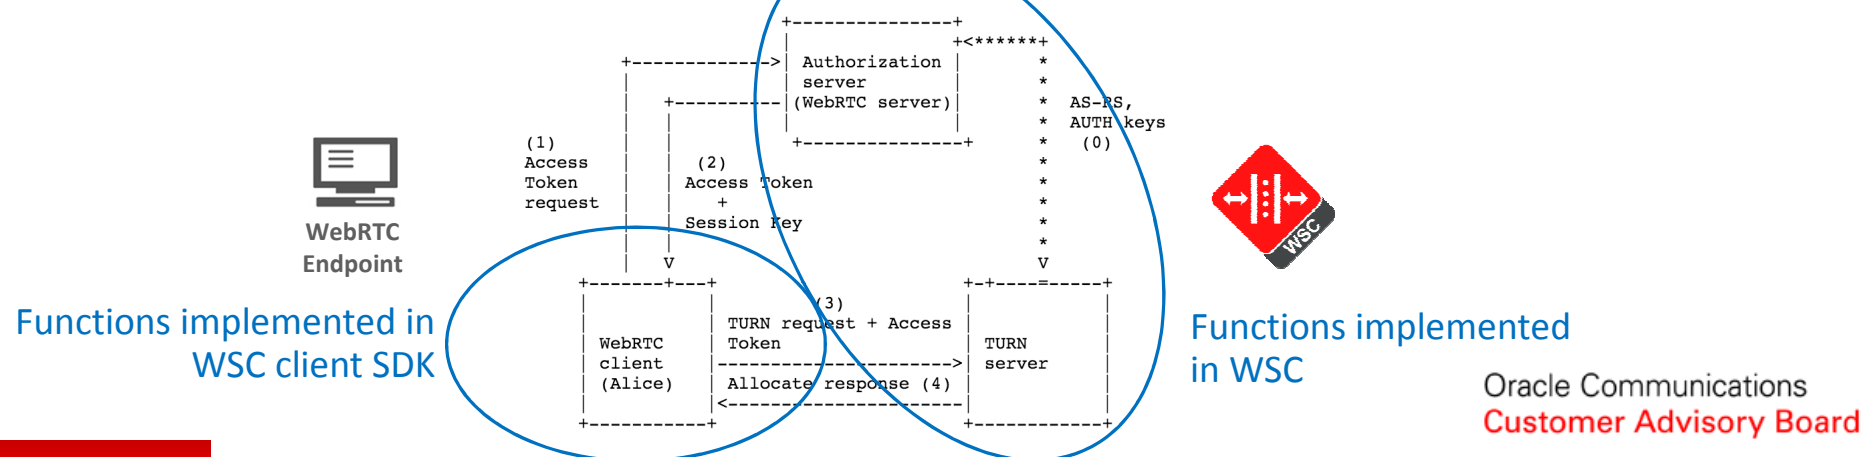 Authorization
server
(WebRTC server)
AS-RS,
AUTH keys
(0)
(1)
Access
Token
request
(2)
Access Token
+
Session Key
WebRTC
Endpoint
WSC
Functions implemented in
WSC client SDK
WebRTC
client
(Alice)
(3)
TURN request + Access
Token
Allocate response (4)
TURN
server
Functions implemented
in WSC
Oracle Communications
Customer Advisory Board